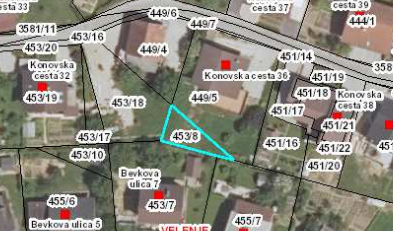 sta 33
449/6
449/7
cesta 37
cesta 39
444/1
3581/11
453/16
453/20
449/4
451/14
Konovska
cesta 32
Konovska cesta 36
451/19
451/18
Konovska
cesta 38
453/19
453/18
449/5
451/17
451/21
453/17
453/8
451/16
453/10
451/22
451/20
Bevkova
ulica 7
455/6
453/7
Bevkova ulica 5
455/7
VELENJE